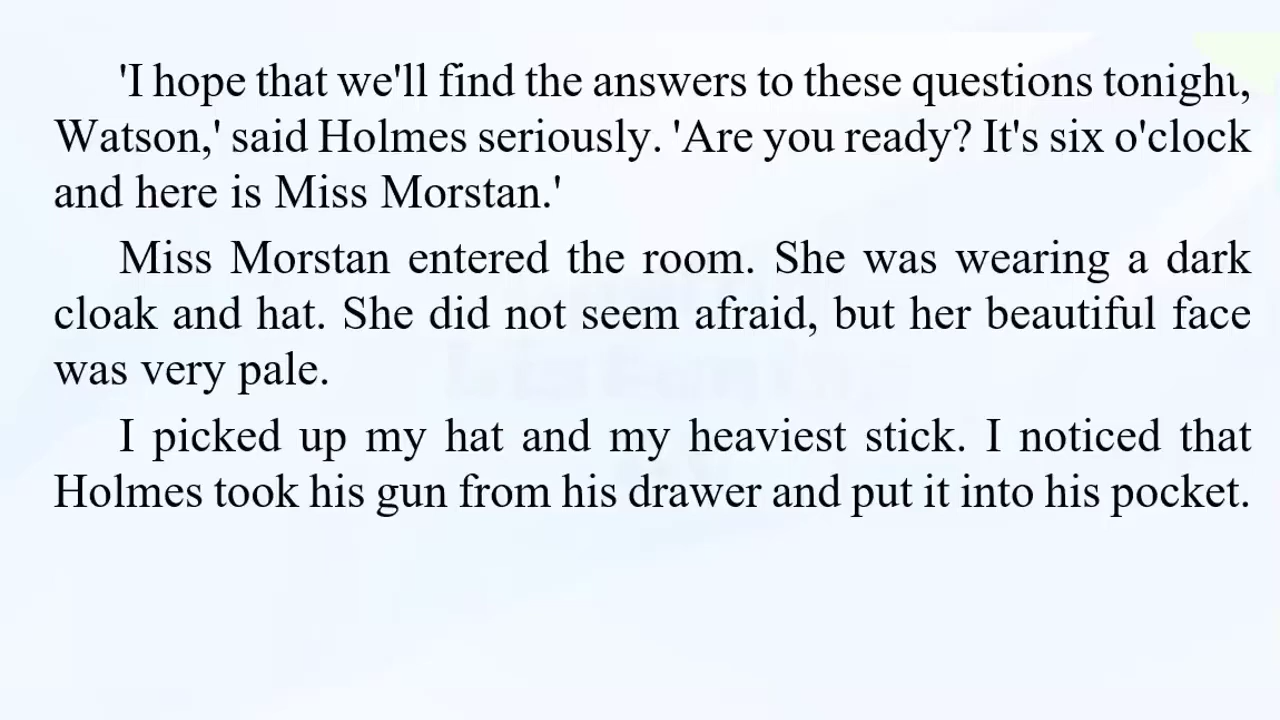 'I hope that we'll find the answers to these questions tonight,
Watson,' said Holmes seriously. 'Are you ready? It's six o'clock
and here is Miss Morstan.'
Miss Morstan entered the room. She was wearing a dark
cloak and hat. She did not seem afraid, but her beautiful face
was very pale.
I picked up my hat and my heaviest stick. I noticed that
Holmes took his gun from his drawer and put it into his pocket.